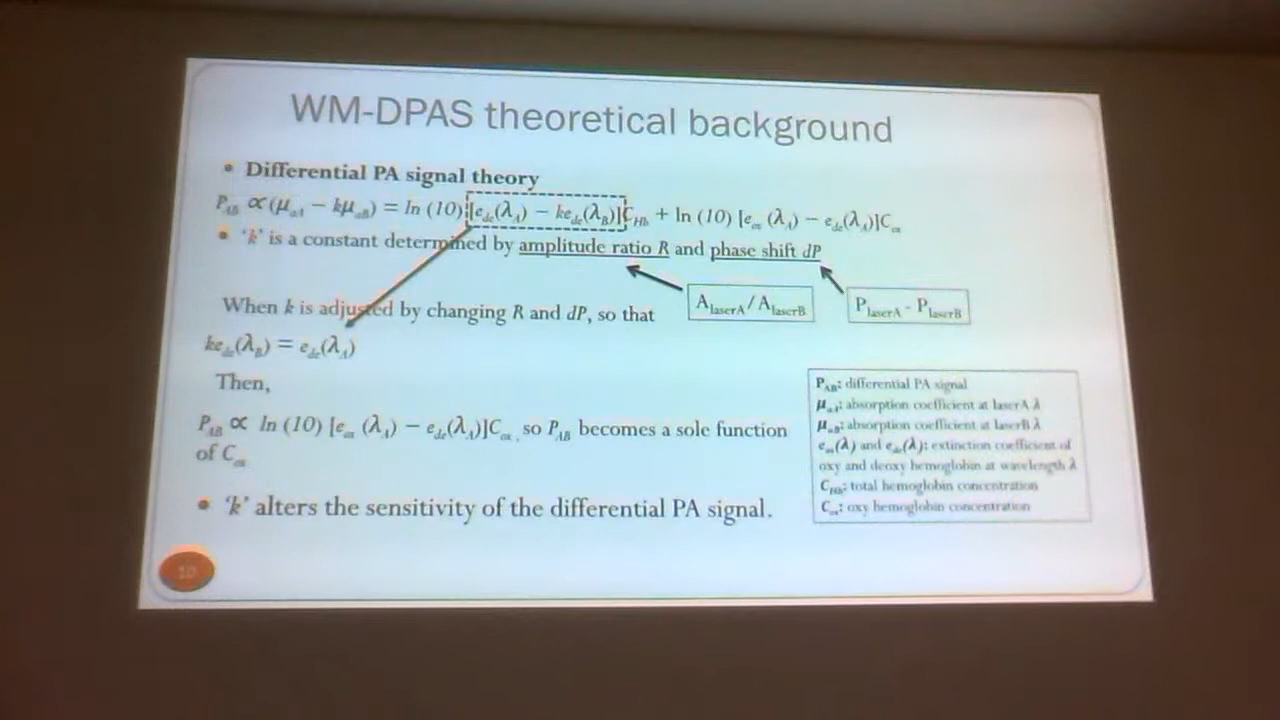 WM-DPAS theoretical background
• Differential PA signal theory
P_AB ∝ (μ_aA − kμ_aB) = ln (10) [e_de(λ_A) − ke_de(λ_B)]C_Hb + ln (10) [e_ox (λ_A) − e_de(λ_A)]C_ox
• ‘k’ is a constant determined by amplitude ratio R and phase shift dP
A_laserA / A_laserB
P_laserA - P_laserB
When k is adjusted by changing R and dP, so that
ke_de(λ_B) = e_de(λ_A)
Then,
P_AB ∝ ln (10) [e_ox (λ_A) − e_de(λ_A)]C_ox , so P_AB becomes a sole function
of C_ox
• ‘k’ alters the sensitivity of the differential PA signal.
P_AB: differential PA signal
μ_aA: absorption coefficient at laserA λ
μ_aB: absorption coefficient at laserB λ
e_ox(λ) and e_de(λ): extinction coefficient of
oxy and deoxy hemoglobin at wavelength λ
C_Hb: total hemoglobin concentration
C_ox: oxy hemoglobin concentration
10